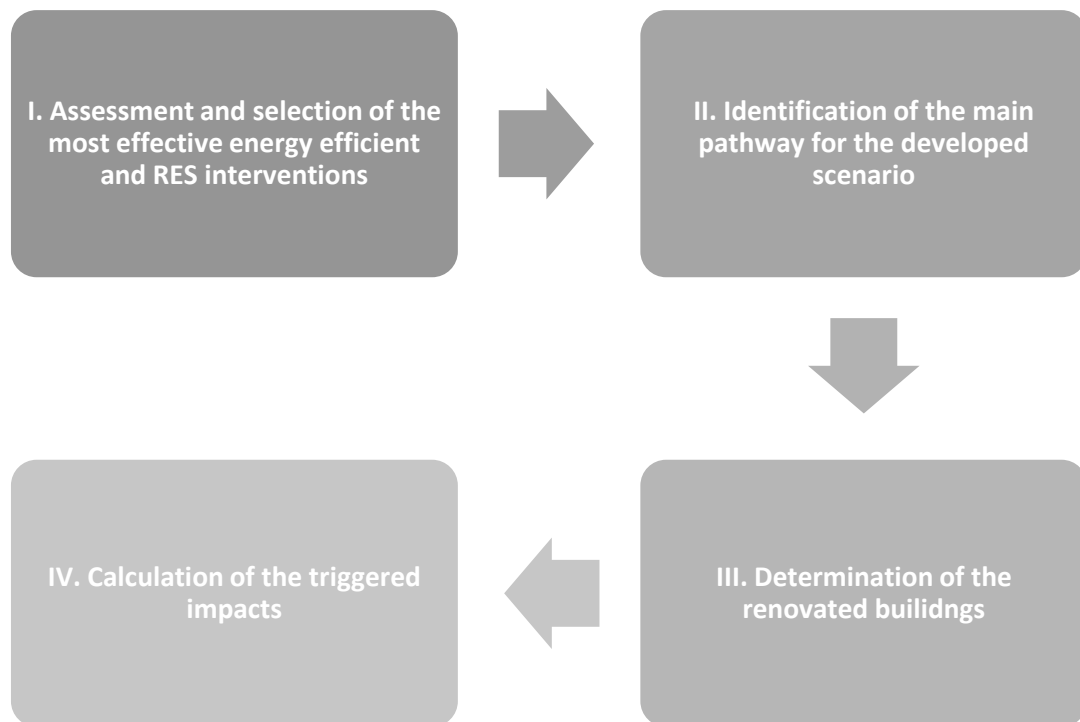 I. Assessment and selection of the
most effective energy efficient
and RES interventions
II. Identification of the main
pathway for the developed
scenario
III. Determination of the
renovated builidngs
IV. Calculation of the triggered
impacts